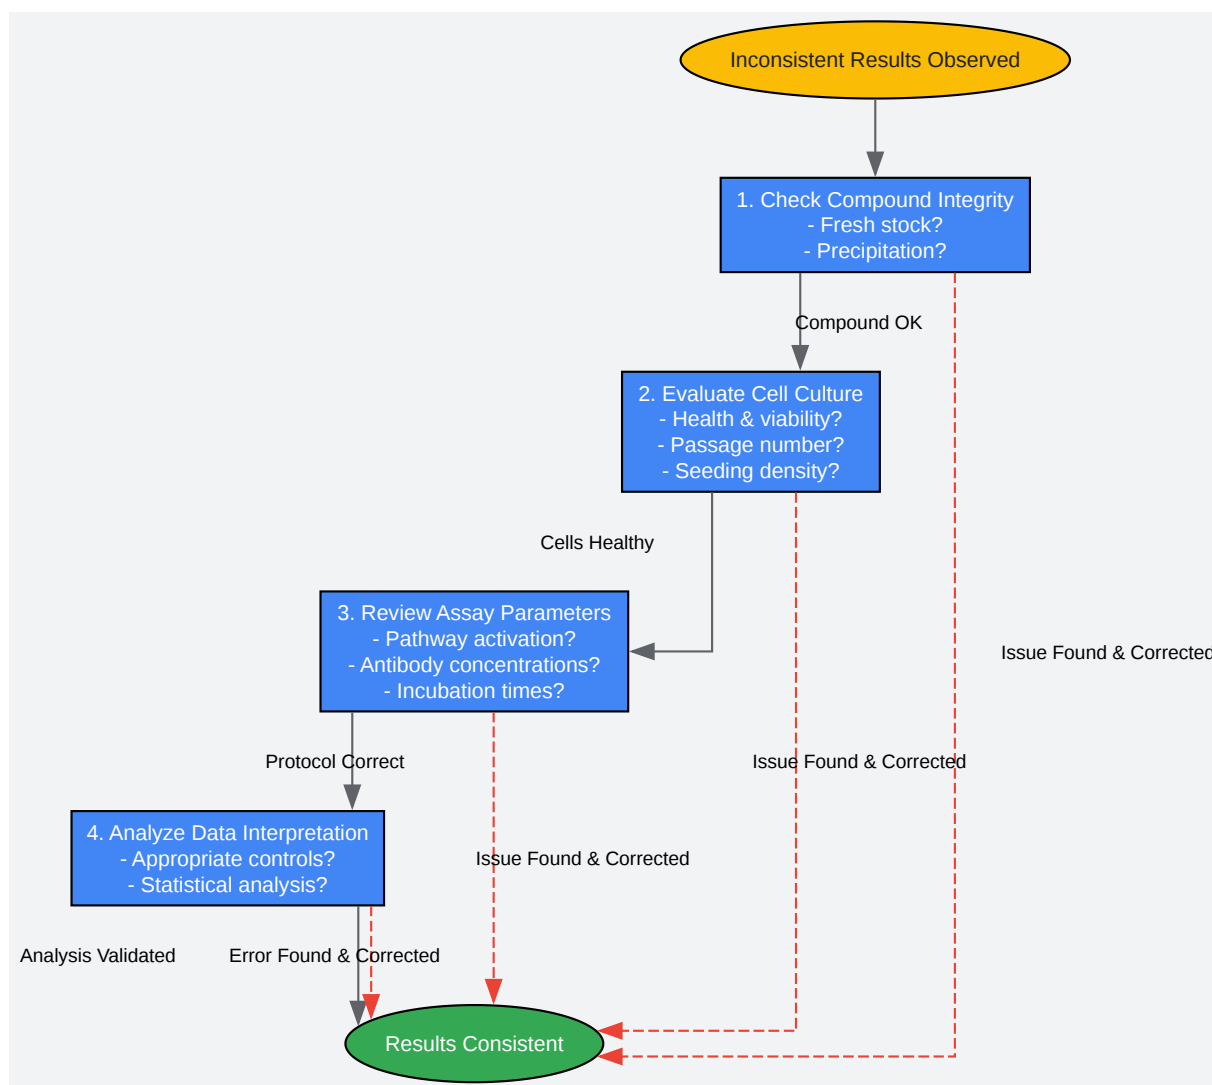 Inconsistent Results Observed
1. Check Compound Integrity
- Fresh stock?
- Precipitation?
Compound OK
2. Evaluate Cell Culture
- Health & viability?
- Passage number?
- Seeding density?
Cells Healthy
3. Review Assay Parameters
- Pathway activation?
- Antibody concentrations?
- Incubation times?
Issue Found & Corrected
Protocol Correct
Issue Found & Corrected
4. Analyze Data Interpretation
- Appropriate controls?
- Statistical analysis?
Issue Found & Corrected
Analysis Validated
Error Found & Corrected
Results Consistent